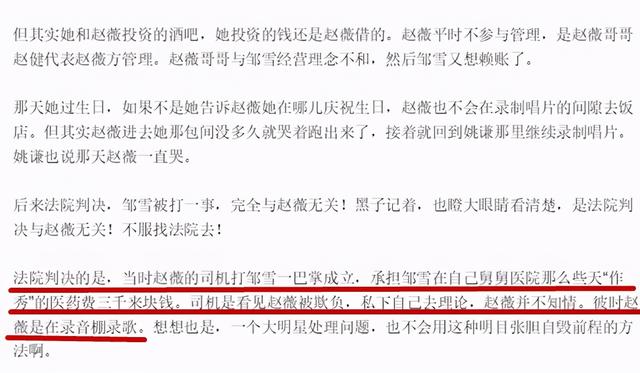 但其实她和赵薇投资的酒吧，她投资的钱还是赵薇借的。赵薇平时不参与管理，是赵薇哥哥
赵健代表赵薇方管理。赵薇哥哥与邹雪经营理念不和，然后邹雪又想赖账了。
那天她过生日，如果不是她告诉赵薇她在哪儿庆祝生日，赵薇也不会在录制唱片的间隙去饭
店。但其实赵薇进去她那包间没多久就哭着跑出来了，接着就回到姚谦那里继续录制唱片。
姚谦也说那天赵薇一直哭。
后来法院判决，邹雪被打一事，完全与赵薇无关！黑子记着，也瞪大眼睛看清楚，是法院判
决与赵薇无关！不服找法院去！
法院判决的是，当时赵薇的司机打邹雪一巴掌成立，承担邹雪在自己舅舅医院那么些天“作
秀”的医药费三千来块钱。司机是看见赵薇被欺负，私下自己去理论，赵薇并不知情。彼时赵
薇是在录音棚录歌。想想也是，一个大明星处理问题，也不会用这种明目张胆自毁前程的方
法啊。